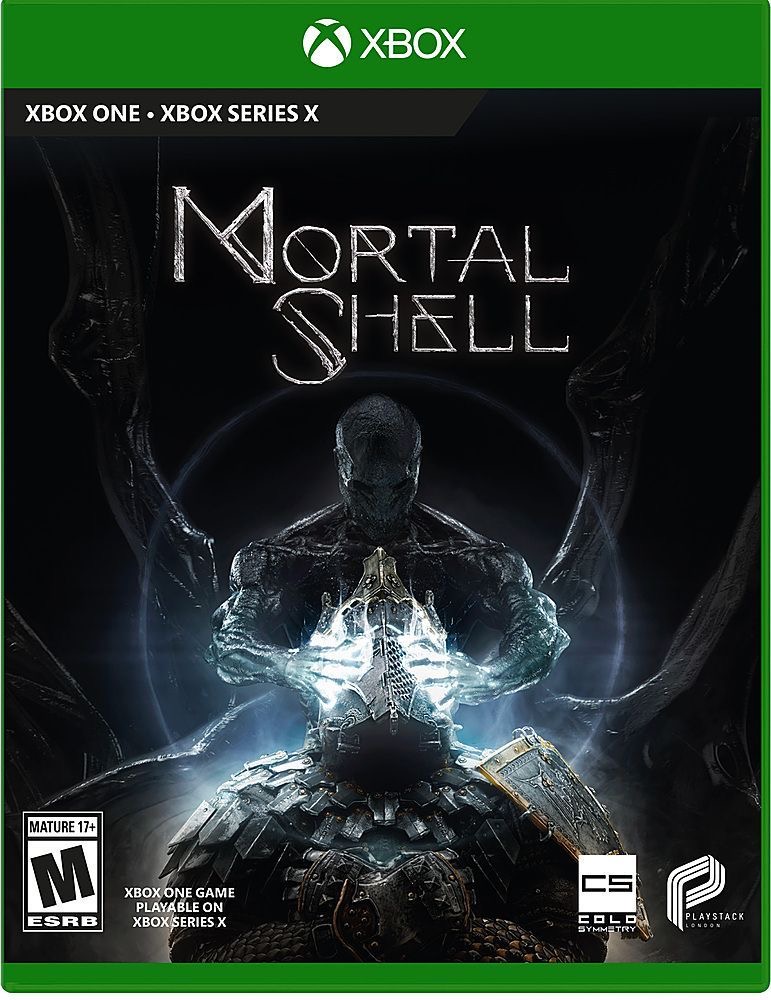 XBOX
XBOX ONE • XBOX SERIES X
MORTAL
SHELL
MATURE 17+
M
ESRB
XBOX ONE GAME
PLAYABLE ON
XBOX SERIES X
CS
COLD
SYMMETRY
PLAYSTACK
LONDON